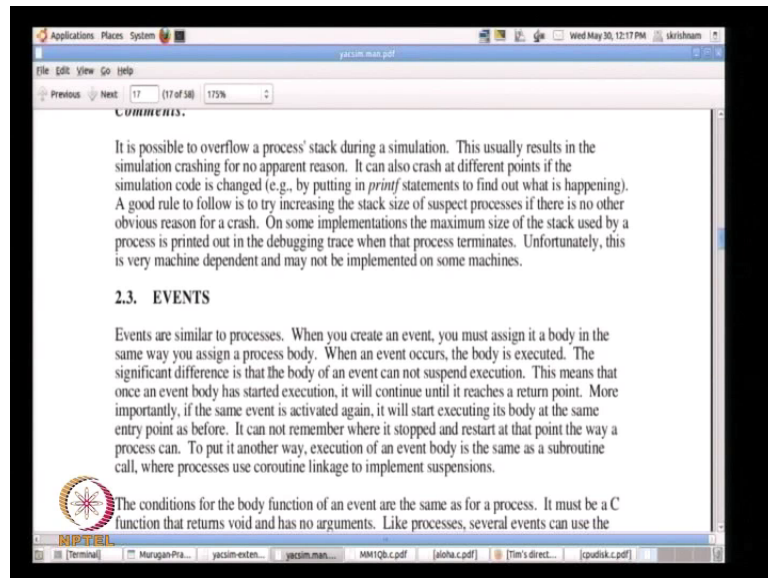 Applications Places System
Wed May 30, 12:17 PM skrishnam
yacsim.man.pdf
File Edit View Go Help
Previous Next 17 (17 of 58) 175%
Comments:
It is possible to overflow a process' stack during a simulation. This usually results in the
simulation crashing for no apparent reason. It can also crash at different points if the
simulation code is changed (e.g., by putting in printf statements to find out what is happening).
A good rule to follow is to try increasing the stack size of suspect processes if there is no other
obvious reason for a crash. On some implementations the maximum size of the stack used by a
process is printed out in the debugging trace when that process terminates. Unfortunately, this
is very machine dependent and may not be implemented on some machines.
2.3. EVENTS
Events are similar to processes. When you create an event, you must assign it a body in the
same way you assign a process body. When an event occurs, the body is executed. The
significant difference is that the body of an event can not suspend execution. This means that
once an event body has started execution, it will continue until it reaches a return point. More
importantly, if the same event is activated again, it will start executing its body at the same
entry point as before. It can not remember where it stopped and restart at that point the way a
process can. To put it another way, execution of an event body is the same as a subroutine
call, where processes use coroutine linkage to implement suspensions.
The conditions for the body function of an event are the same as for a process. It must be a C
function that returns void and has no arguments. Like processes, several events can use the
NPTEL
[Terminal] Murugan-Pra... yacsim-exten... yacsim.man.... MM1Qb.c.pdf [aloha.c.pdf] [Tim's direct... [cpudisk.c.pdf]